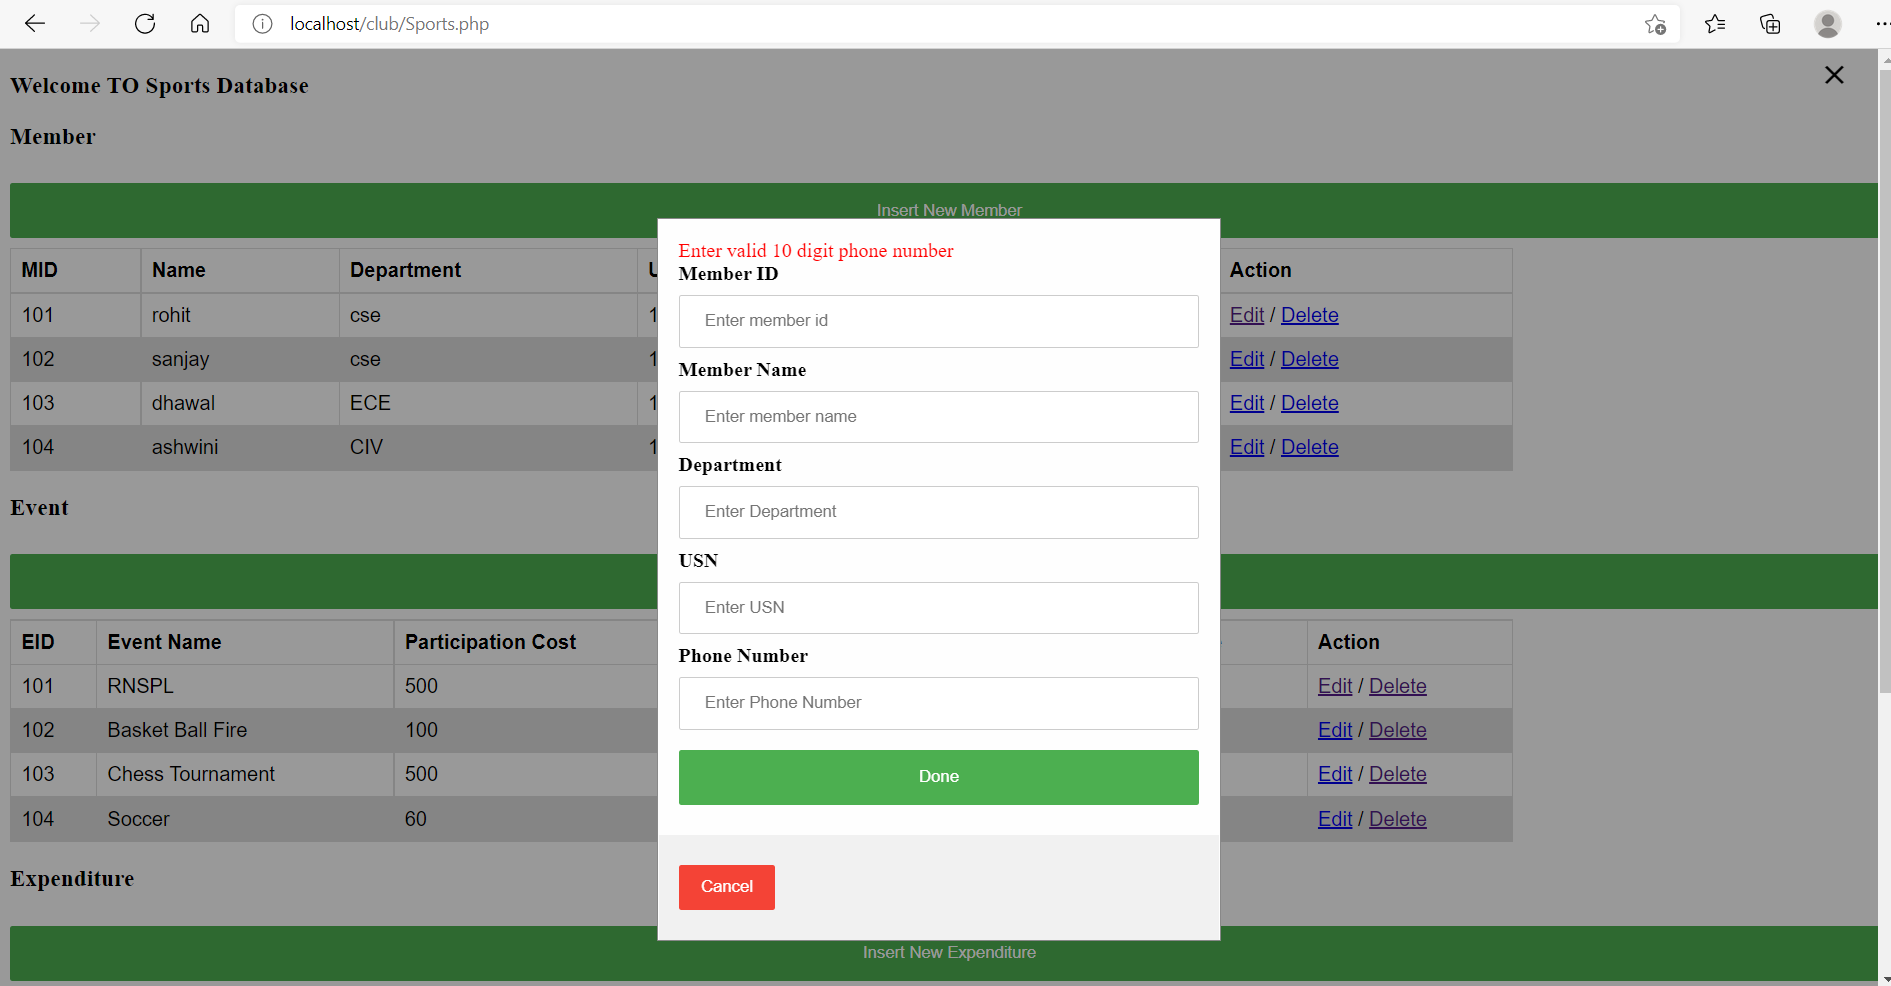 localhost/club/Sports.php
Welcome TO Sports Database
Member
Insert New Member
MID Name Department Action
101 rohit cse Edit / Delete
102 sanjay cse Edit / Delete
103 dhawal ECE Edit / Delete
104 ashwini CIV Edit / Delete
Event
EID Event Name Participation Cost Action
101 RNSPL 500 Edit / Delete
102 Basket Ball Fire 100 Edit / Delete
103 Chess Tournament 500 Edit / Delete
104 Soccer 60 Edit / Delete
Expenditure
Insert New Expenditure
Enter valid 10 digit phone number
Member ID
Enter member id
Member Name
Enter member name
Department
Enter Department
USN
Enter USN
Phone Number
Enter Phone Number
Done
Cancel